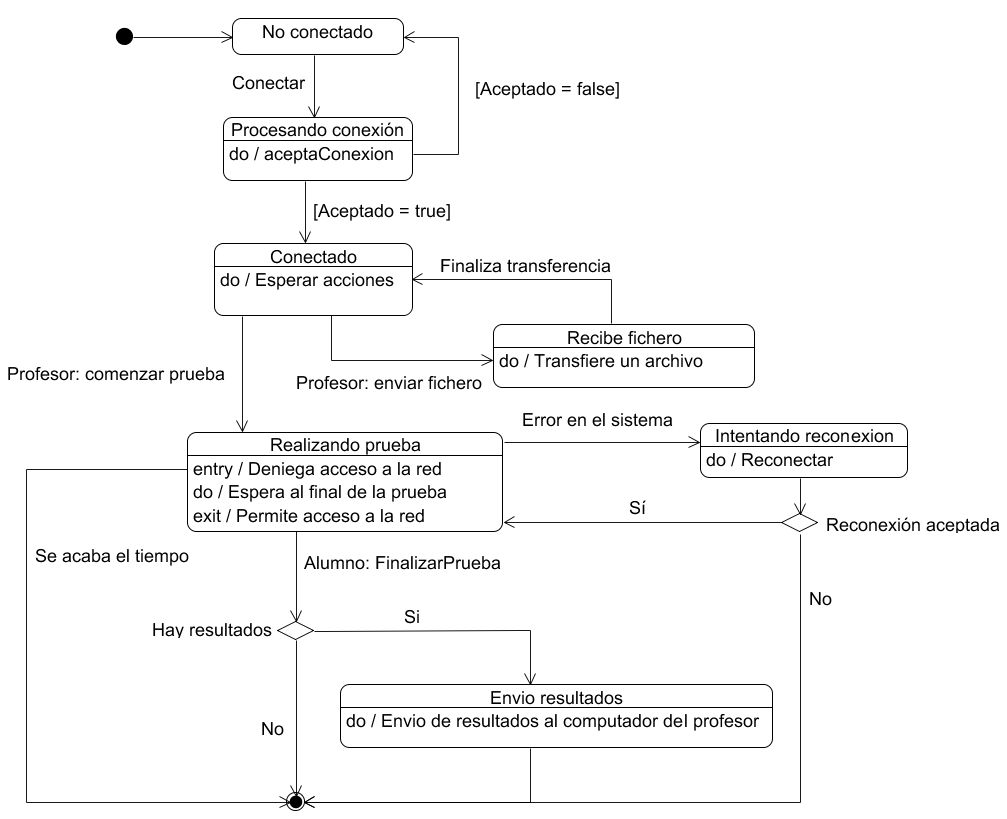 No conectado
Conectar
[Aceptado = false]
Procesando conexión
do / aceptaConexion
[Aceptado = true]
Conectado
do / Esperar acciones
Finaliza transferencia
Recibe fichero
do / Transfiere un archivo
Profesor: comenzar prueba
Profesor: enviar fichero
Error en el sistema
Realizando prueba
entry / Deniega acceso a la red
do / Espera al final de la prueba
exit / Permite acceso a la red
Intentando reconexion
do / Reconectar
Sí
Reconexión aceptada
Se acaba el tiempo
Alumno: FinalizarPrueba
No
Hay resultados
Si
Envio resultados
do / Envio de resultados al computador del profesor
No